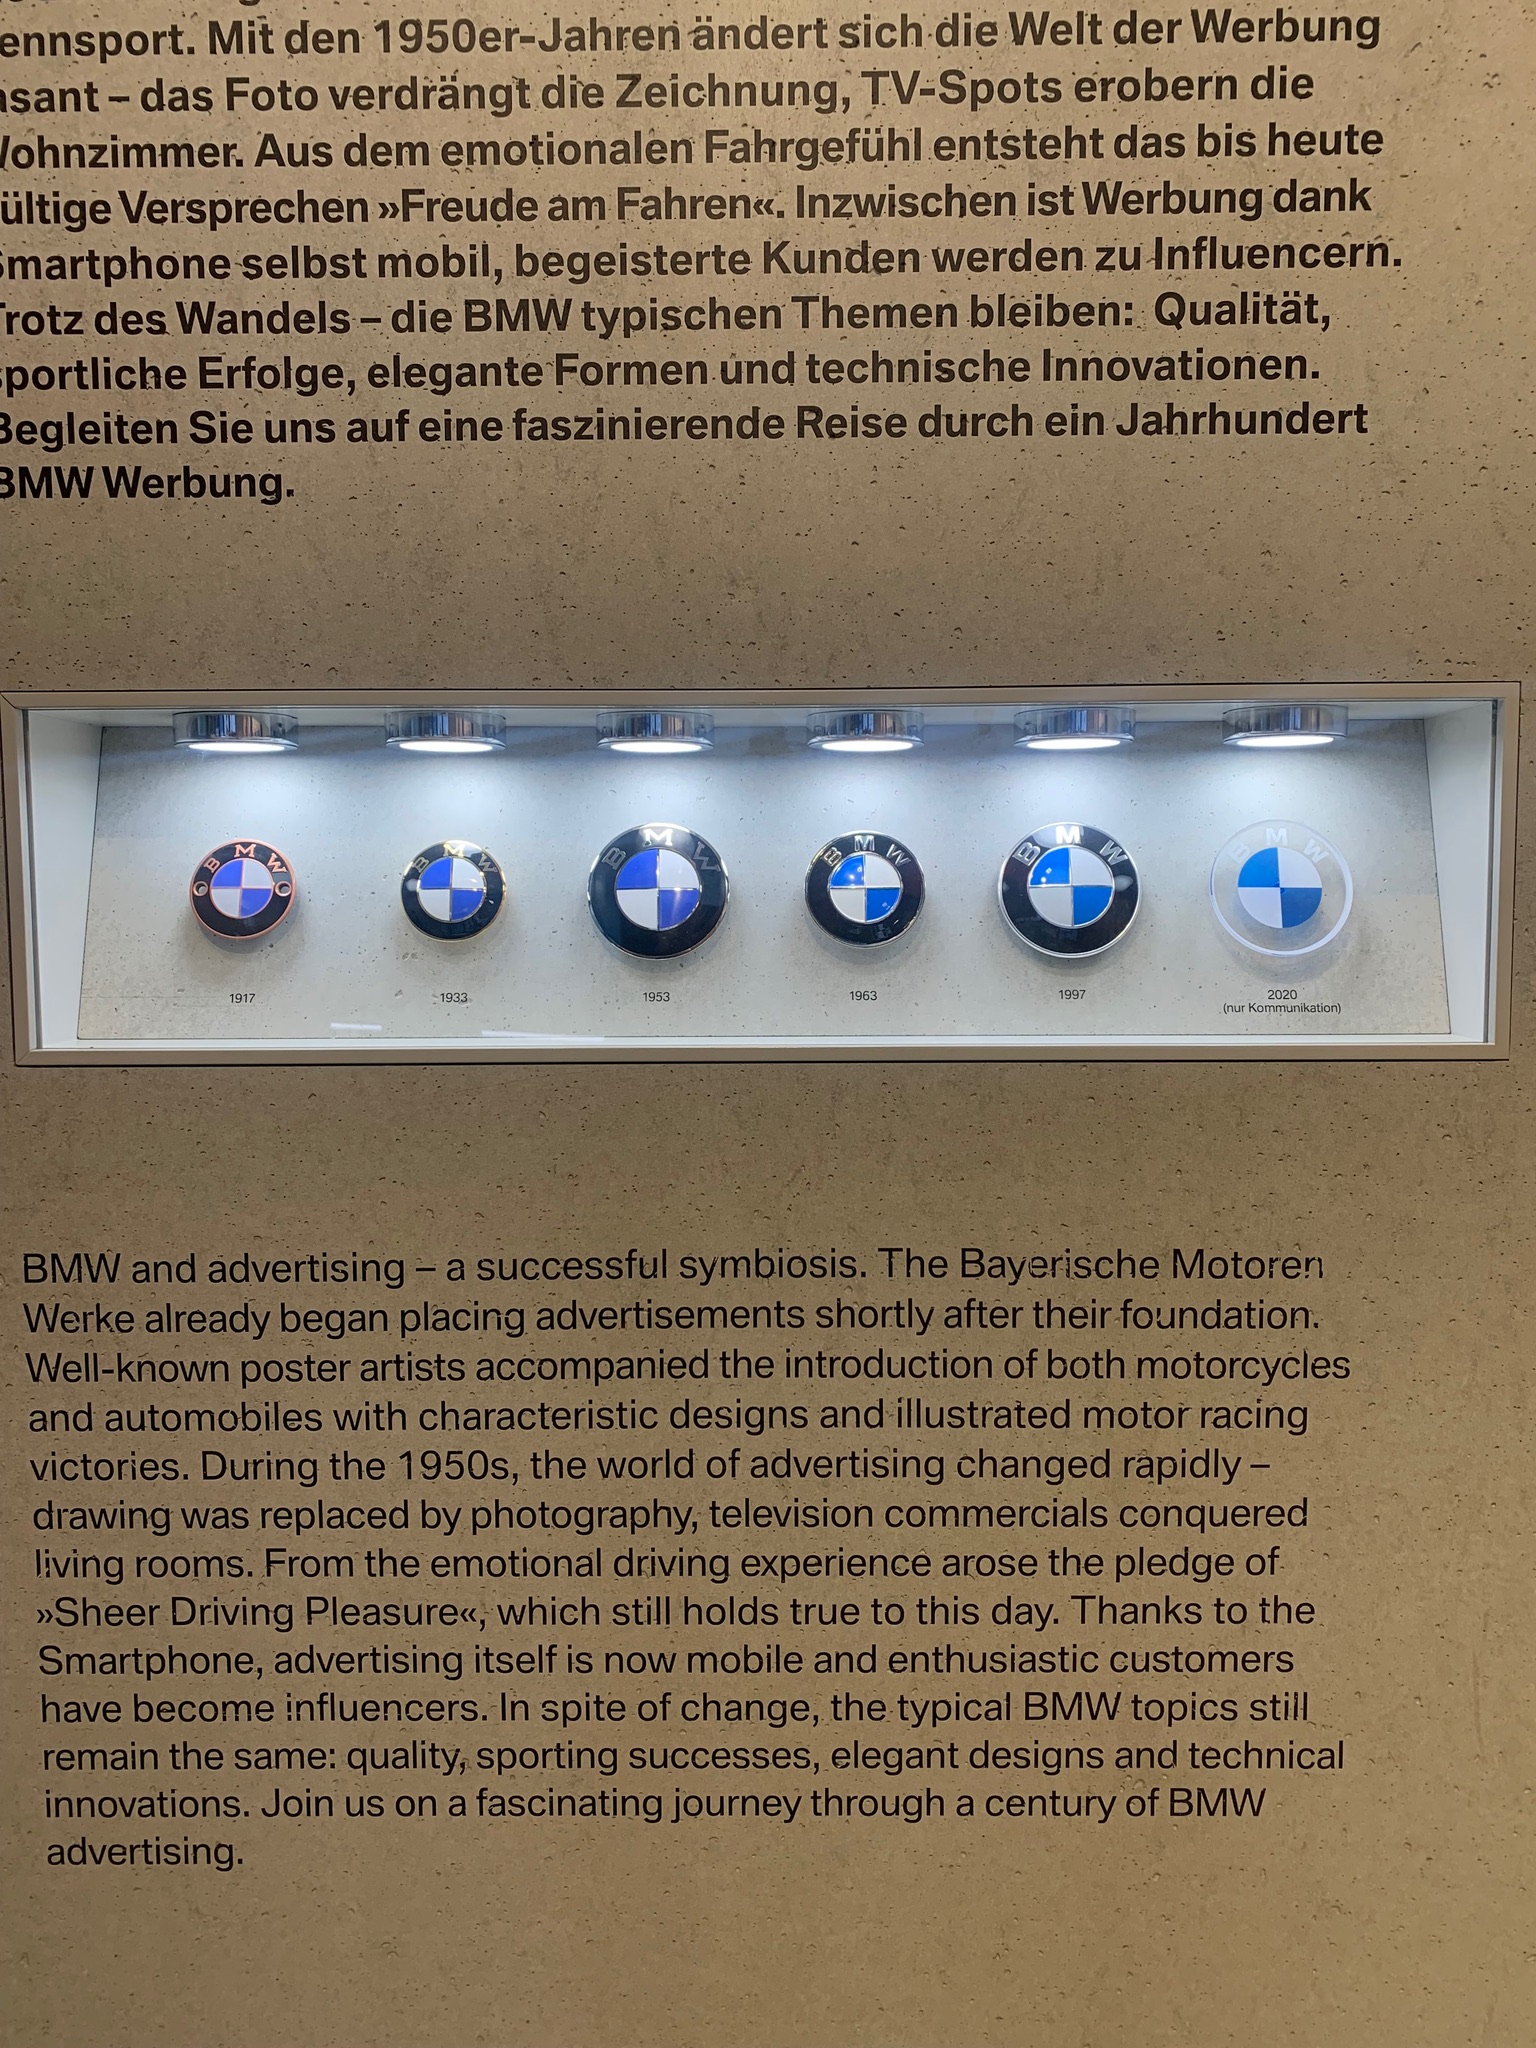 ennsport. Mit den 1950er-Jahren ändert sich die Welt der Werbung
asant – das Foto verdrängt die Zeichnung, TV-Spots erobern die
Wohnzimmer. Aus dem emotionalen Fahrgefühl entsteht das bis heute
ültige Versprechen »Freude am Fahren«. Inzwischen ist Werbung dank
Smartphone selbst mobil, begeisterte Kunden werden zu Influencern.
Trotz des Wandels – die BMW typischen Themen bleiben: Qualität,
sportliche Erfolge, elegante Formen und technische Innovationen.
Begleiten Sie uns auf eine faszinierende Reise durch ein Jahrhundert
BMW Werbung.
BMW BMW BMW BMW BMW BMW
1917 1933 1953 1963 1997 2020
(nur Kommunikation)
BMW and advertising – a successful symbiosis. The Bayerische Motoren
Werke already began placing advertisements shortly after their foundation.
Well-known poster artists accompanied the introduction of both motorcycles
and automobiles with characteristic designs and illustrated motor racing
victories. During the 1950s, the world of advertising changed rapidly –
drawing was replaced by photography, television commercials conquered
living rooms. From the emotional driving experience arose the pledge of
»Sheer Driving Pleasure«, which still holds true to this day. Thanks to the
Smartphone, advertising itself is now mobile and enthusiastic customers
have become influencers. In spite of change, the typical BMW topics still
remain the same: quality, sporting successes, elegant designs and technical
innovations. Join us on a fascinating journey through a century of BMW
advertising.